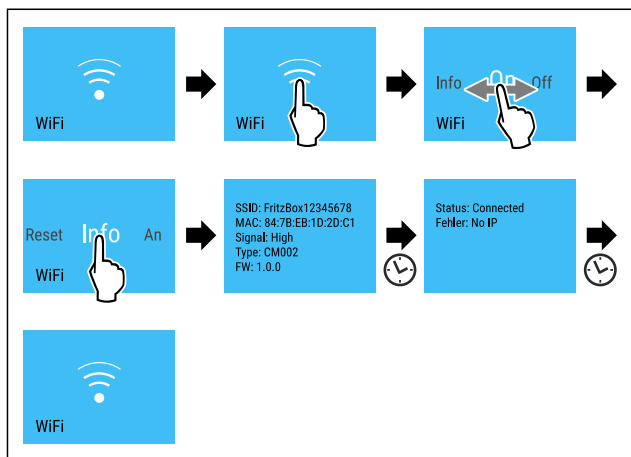 WiFi
WiFi
Info On Off
WiFi
Reset Info An
WiFi
SSID: FritzBox12345678
MAC: 84:7B:EB:1D:2D:C1
Signal: High
Type: CM002
FW: 1.0.0
Status: Connected
Fehler: No IP
WiFi